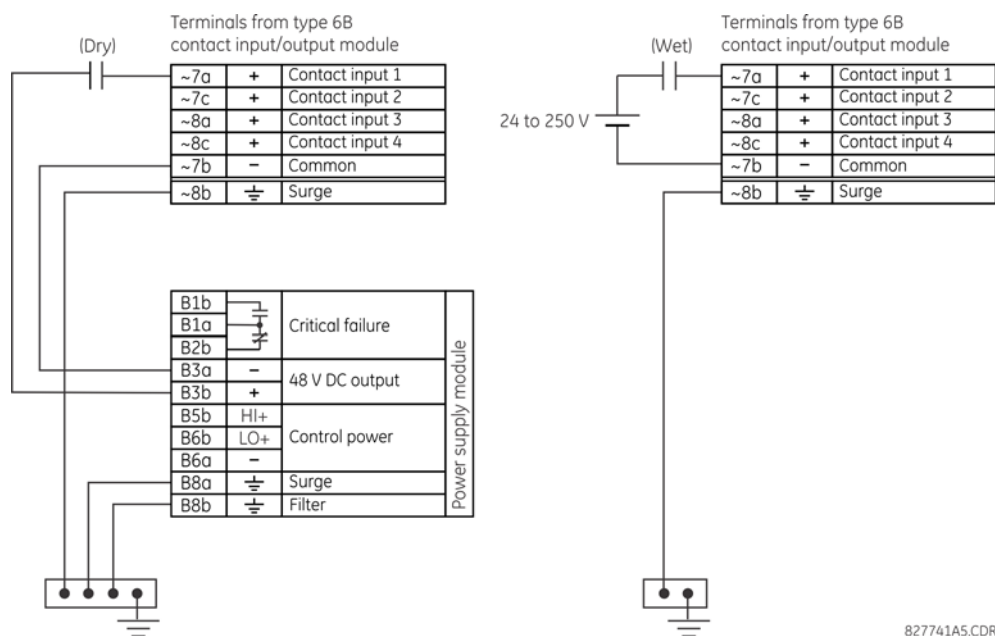 Terminals from type 6B
contact input/output module
(Dry)
~7a + Contact input 1
~7c + Contact input 2
~8a + Contact input 3
~8c + Contact input 4
~7b − Common
~8b Surge
B1b
B1a Critical failure
B2b
B3a −
48 V DC output
B3b +
B5b HI+
B6b LO+ Control power
B6a −
B8a Surge
B8b Filter
Power supply module
Terminals from type 6B
contact input/output module
(Wet)
24 to 250 V
~7a + Contact input 1
~7c + Contact input 2
~8a + Contact input 3
~8c + Contact input 4
~7b − Common
~8b Surge
827741A5.CDR